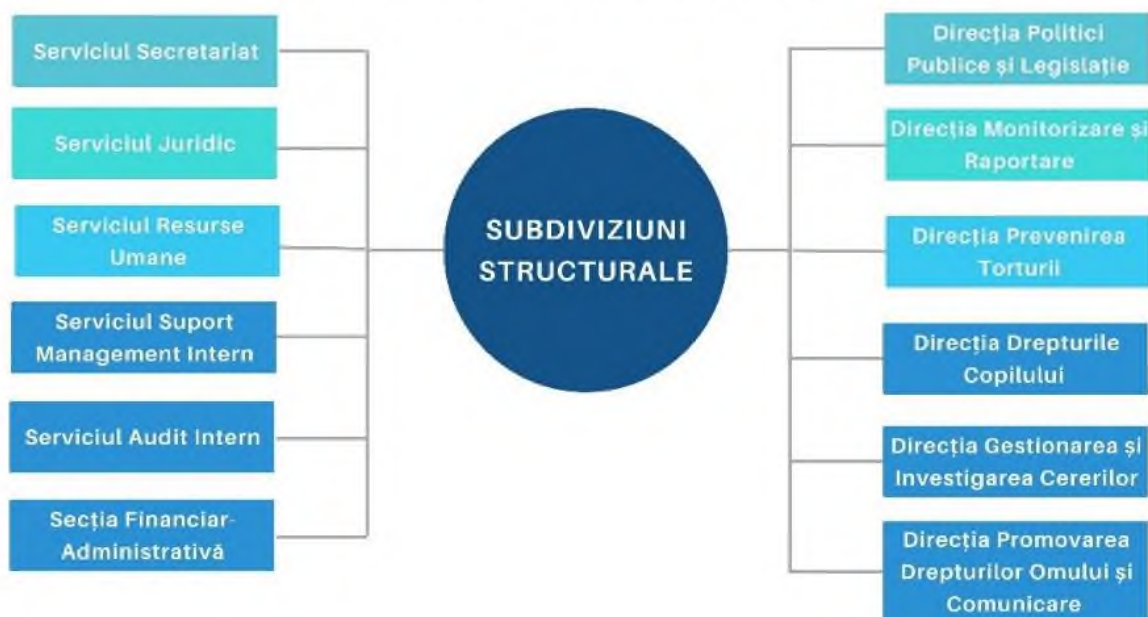 Serviciul Secretariat
Serviciul Juridic
Serviciul Resurse
Umane
Serviciul Suport
Management Intern
Serviciul Audit Intern
Secția Financiar-
Administrativă
SUBDIVIZIUNI
STRUCTURALE
Direcția Politici
Publice și Legislație
Direcția Monitorizare și
Raportare
Direcția Prevenirea
Torturii
Direcția Drepturile
Copilului
Direcția Gestionarea și
Investigarea Cererilor
Direcția Promovarea
Drepturilor Omului și
Comunicare